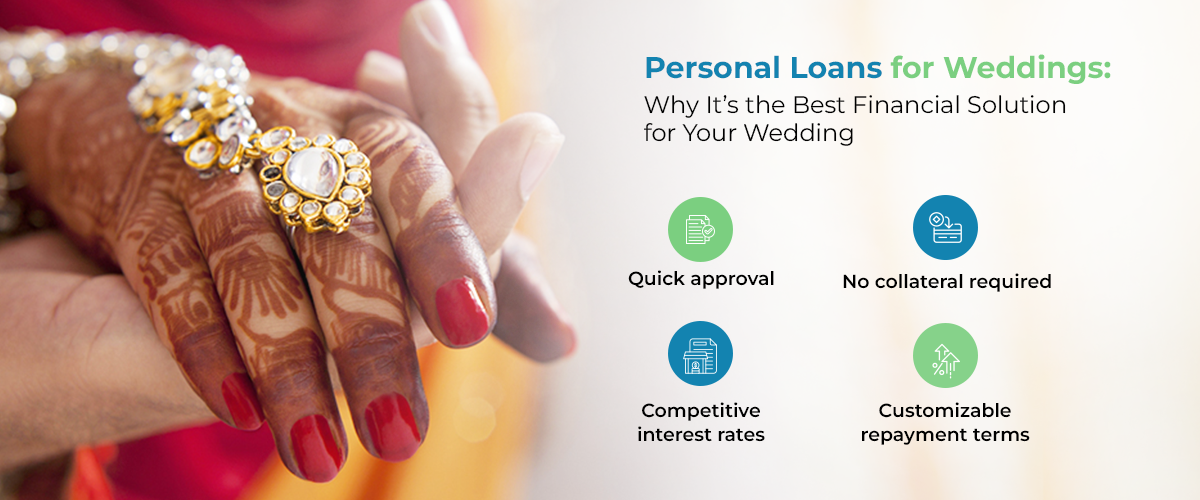 Personal Loans for Weddings:
Why It’s the Best Financial Solution
for Your Wedding
Quick approval
No collateral required
Competitive
interest rates
Customizable
repayment terms